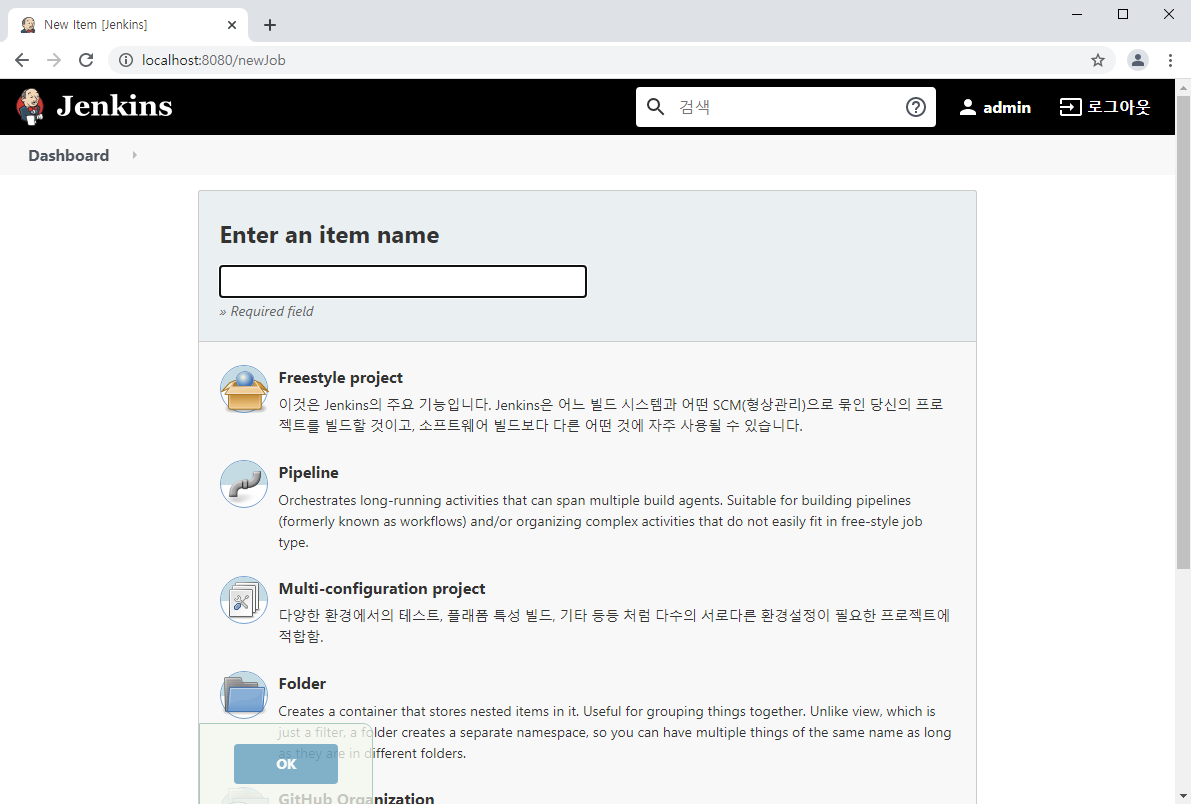 New Item [Jenkins]
localhost:8080/newJob
Jenkins
검색
admin
로그아웃
Dashboard
Enter an item name
» Required field
Freestyle project
이것은 Jenkins의 주요 기능입니다. Jenkins은 어느 빌드 시스템과 어떤 SCM(형상관리)으로 묶인 당신의 프로
젝트를 빌드할 것이고, 소프트웨어 빌드보다 다른 어떤 것에 자주 사용될 수 있습니다.
Pipeline
Orchestrates long-running activities that can span multiple build agents. Suitable for building pipelines
(formerly known as workflows) and/or organizing complex activities that do not easily fit in free-style job
type.
Multi-configuration project
다양한 환경에서의 테스트, 플래폼 특성 빌드, 기타 등등 처럼 다수의 서로다른 환경설정이 필요한 프로젝트에
적합함.
Folder
Creates a container that stores nested items in it. Useful for grouping things together. Unlike view, which is
just a filter, a folder creates a separate namespace, so you can have multiple things of the same name as long
as they are in different folders.
OK
GitHub Organization